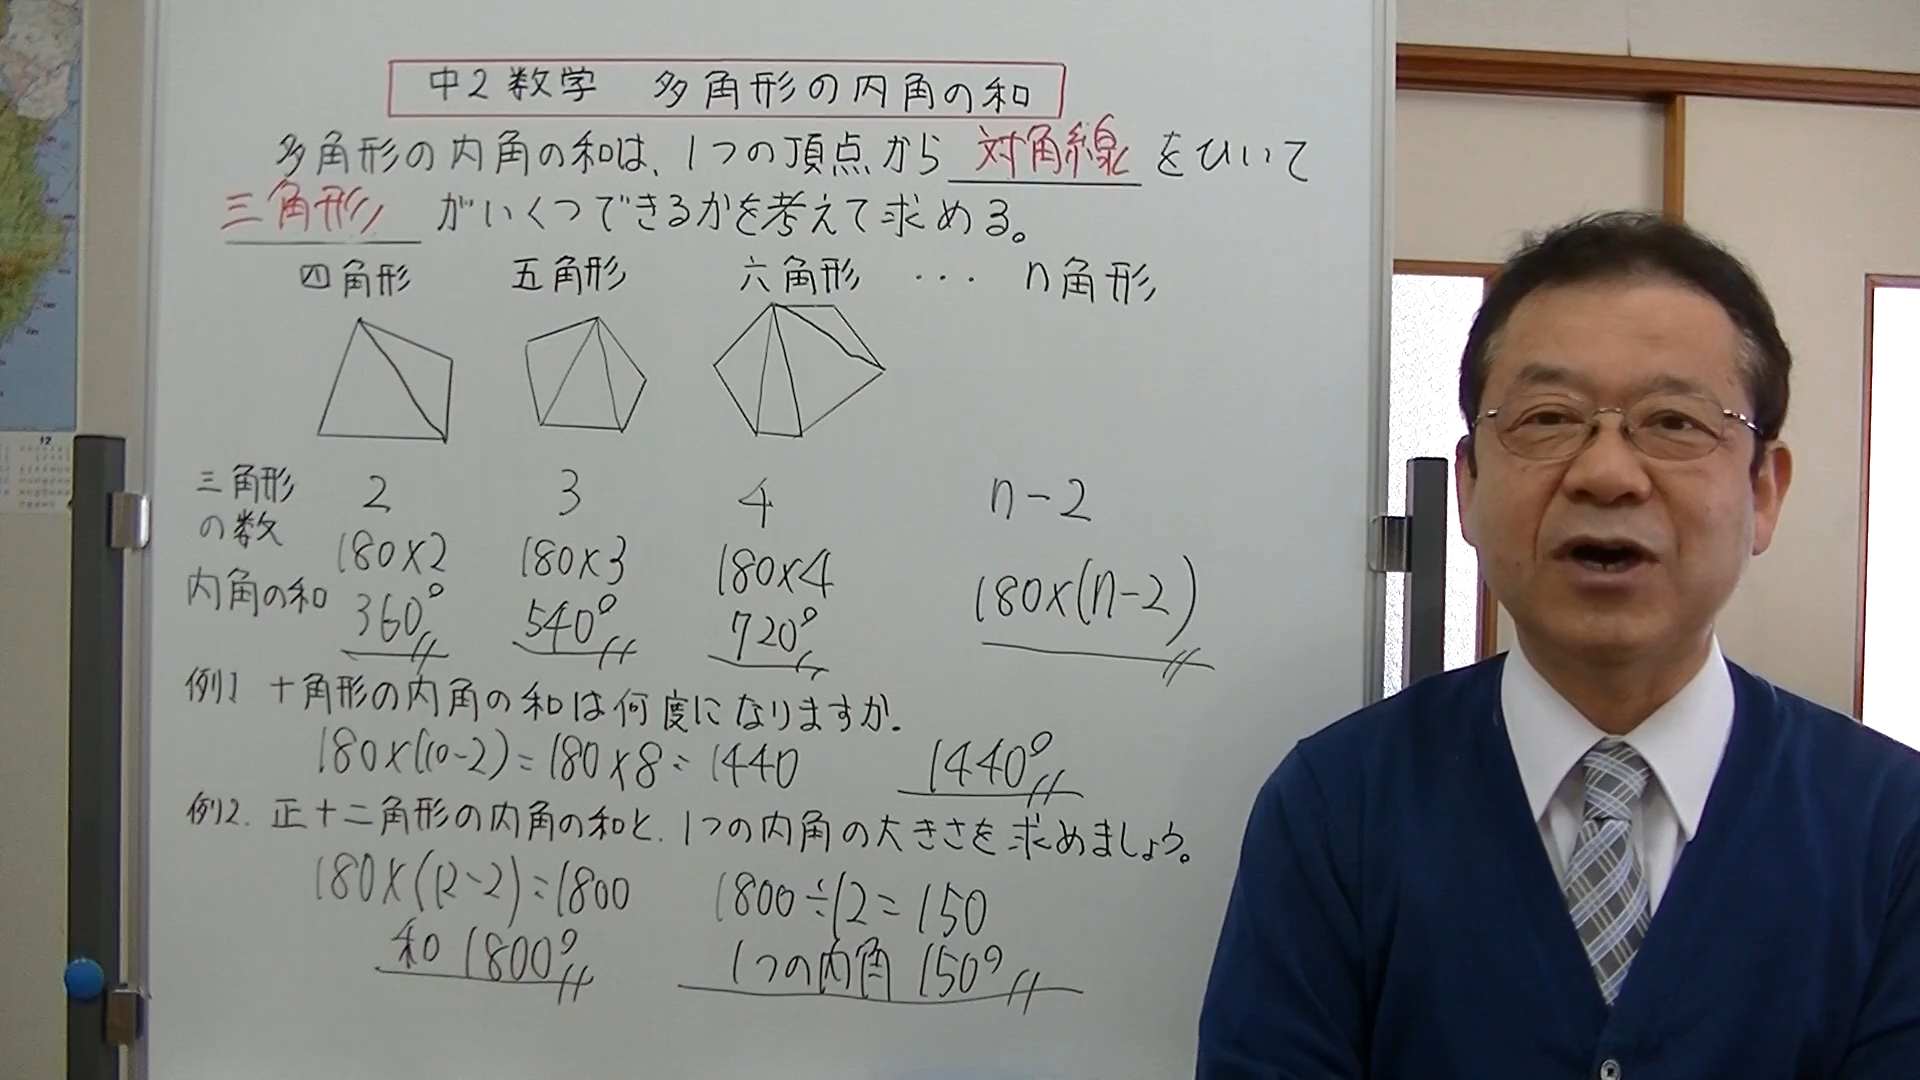 中2数学 多角形の内角の和
多角形の内角の和は、1つの頂点から 対角線 をひいて
三角形 がいくつできるかを考えて求める。
四角形 五角形 六角形 ・・・ n角形
三角形の数 2 3 4 n-2
180×2 180×3 180×4 180×(n-2)
内角の和 360° 540° 720°
例1 十角形の内角の和は何度になりますか。
180×(10-2)=180×8=1440 1440°
例2. 正十二角形の内角の和と、1つの内角の大きさを求めましょう。
180×(12-2)=1800 1800÷12=150
和 1800° 1つの内角 150°
12